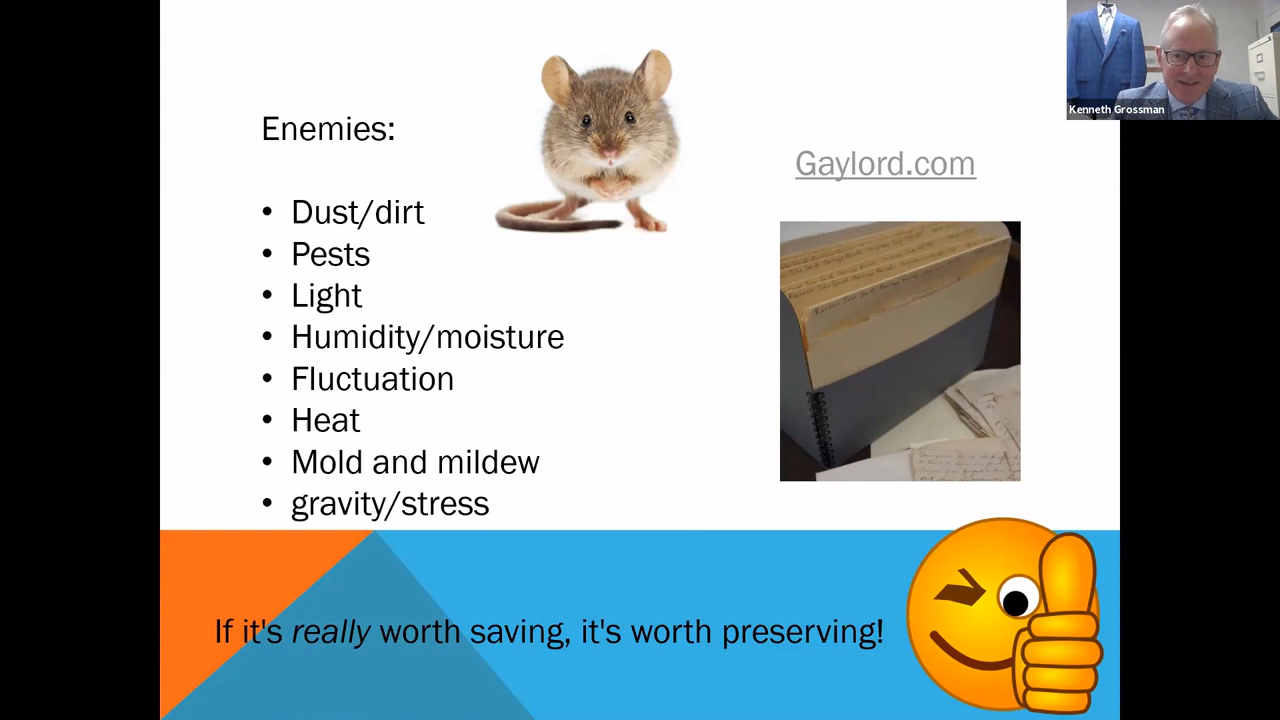 Kenneth Grossman
Enemies:
Gaylord.com
• Dust/dirt
• Pests
• Light
• Humidity/moisture
• Fluctuation
• Heat
• Mold and mildew
• gravity/stress
If it's really worth saving, it's worth preserving!